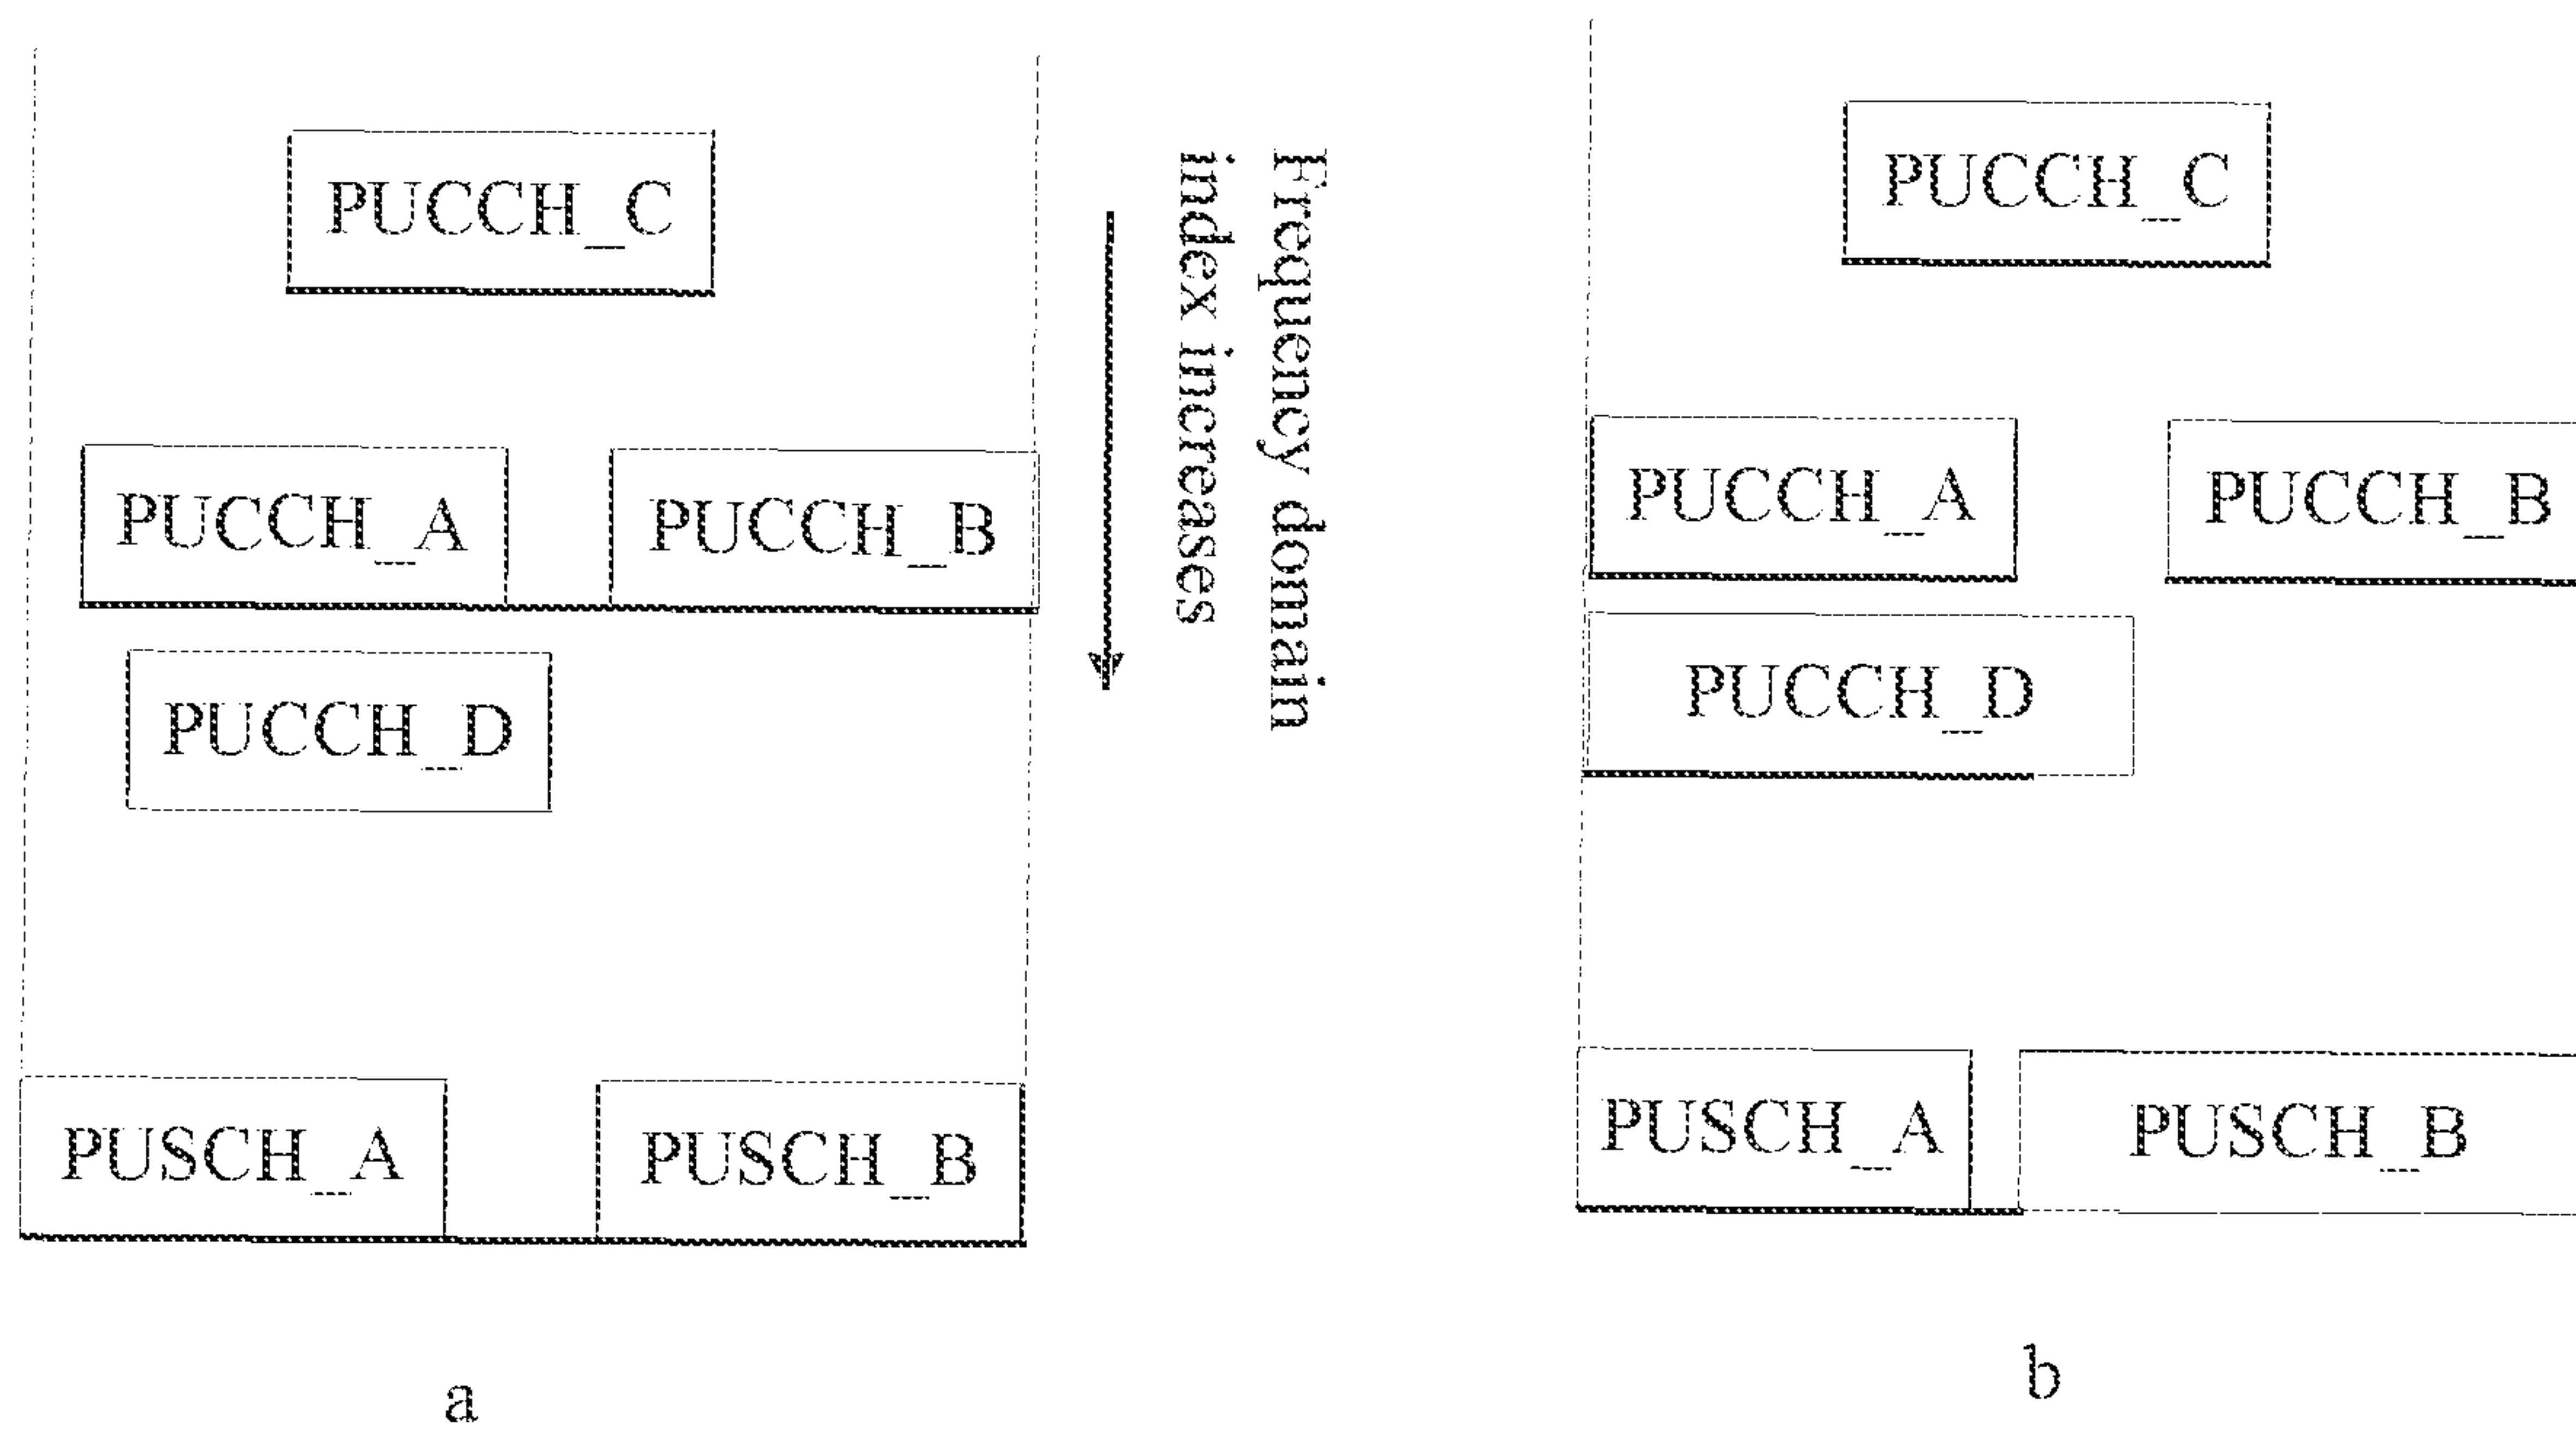 PUCCH_C
PUCCH_A
PUCCH_B
PUCCH_D
PUSCH_A
PUSCH_B
a
Frequency domain
index increases
PUCCH_C
PUCCH_A
PUCCH_B
PUCCH_D
PUSCH_A
PUSCH_B
b